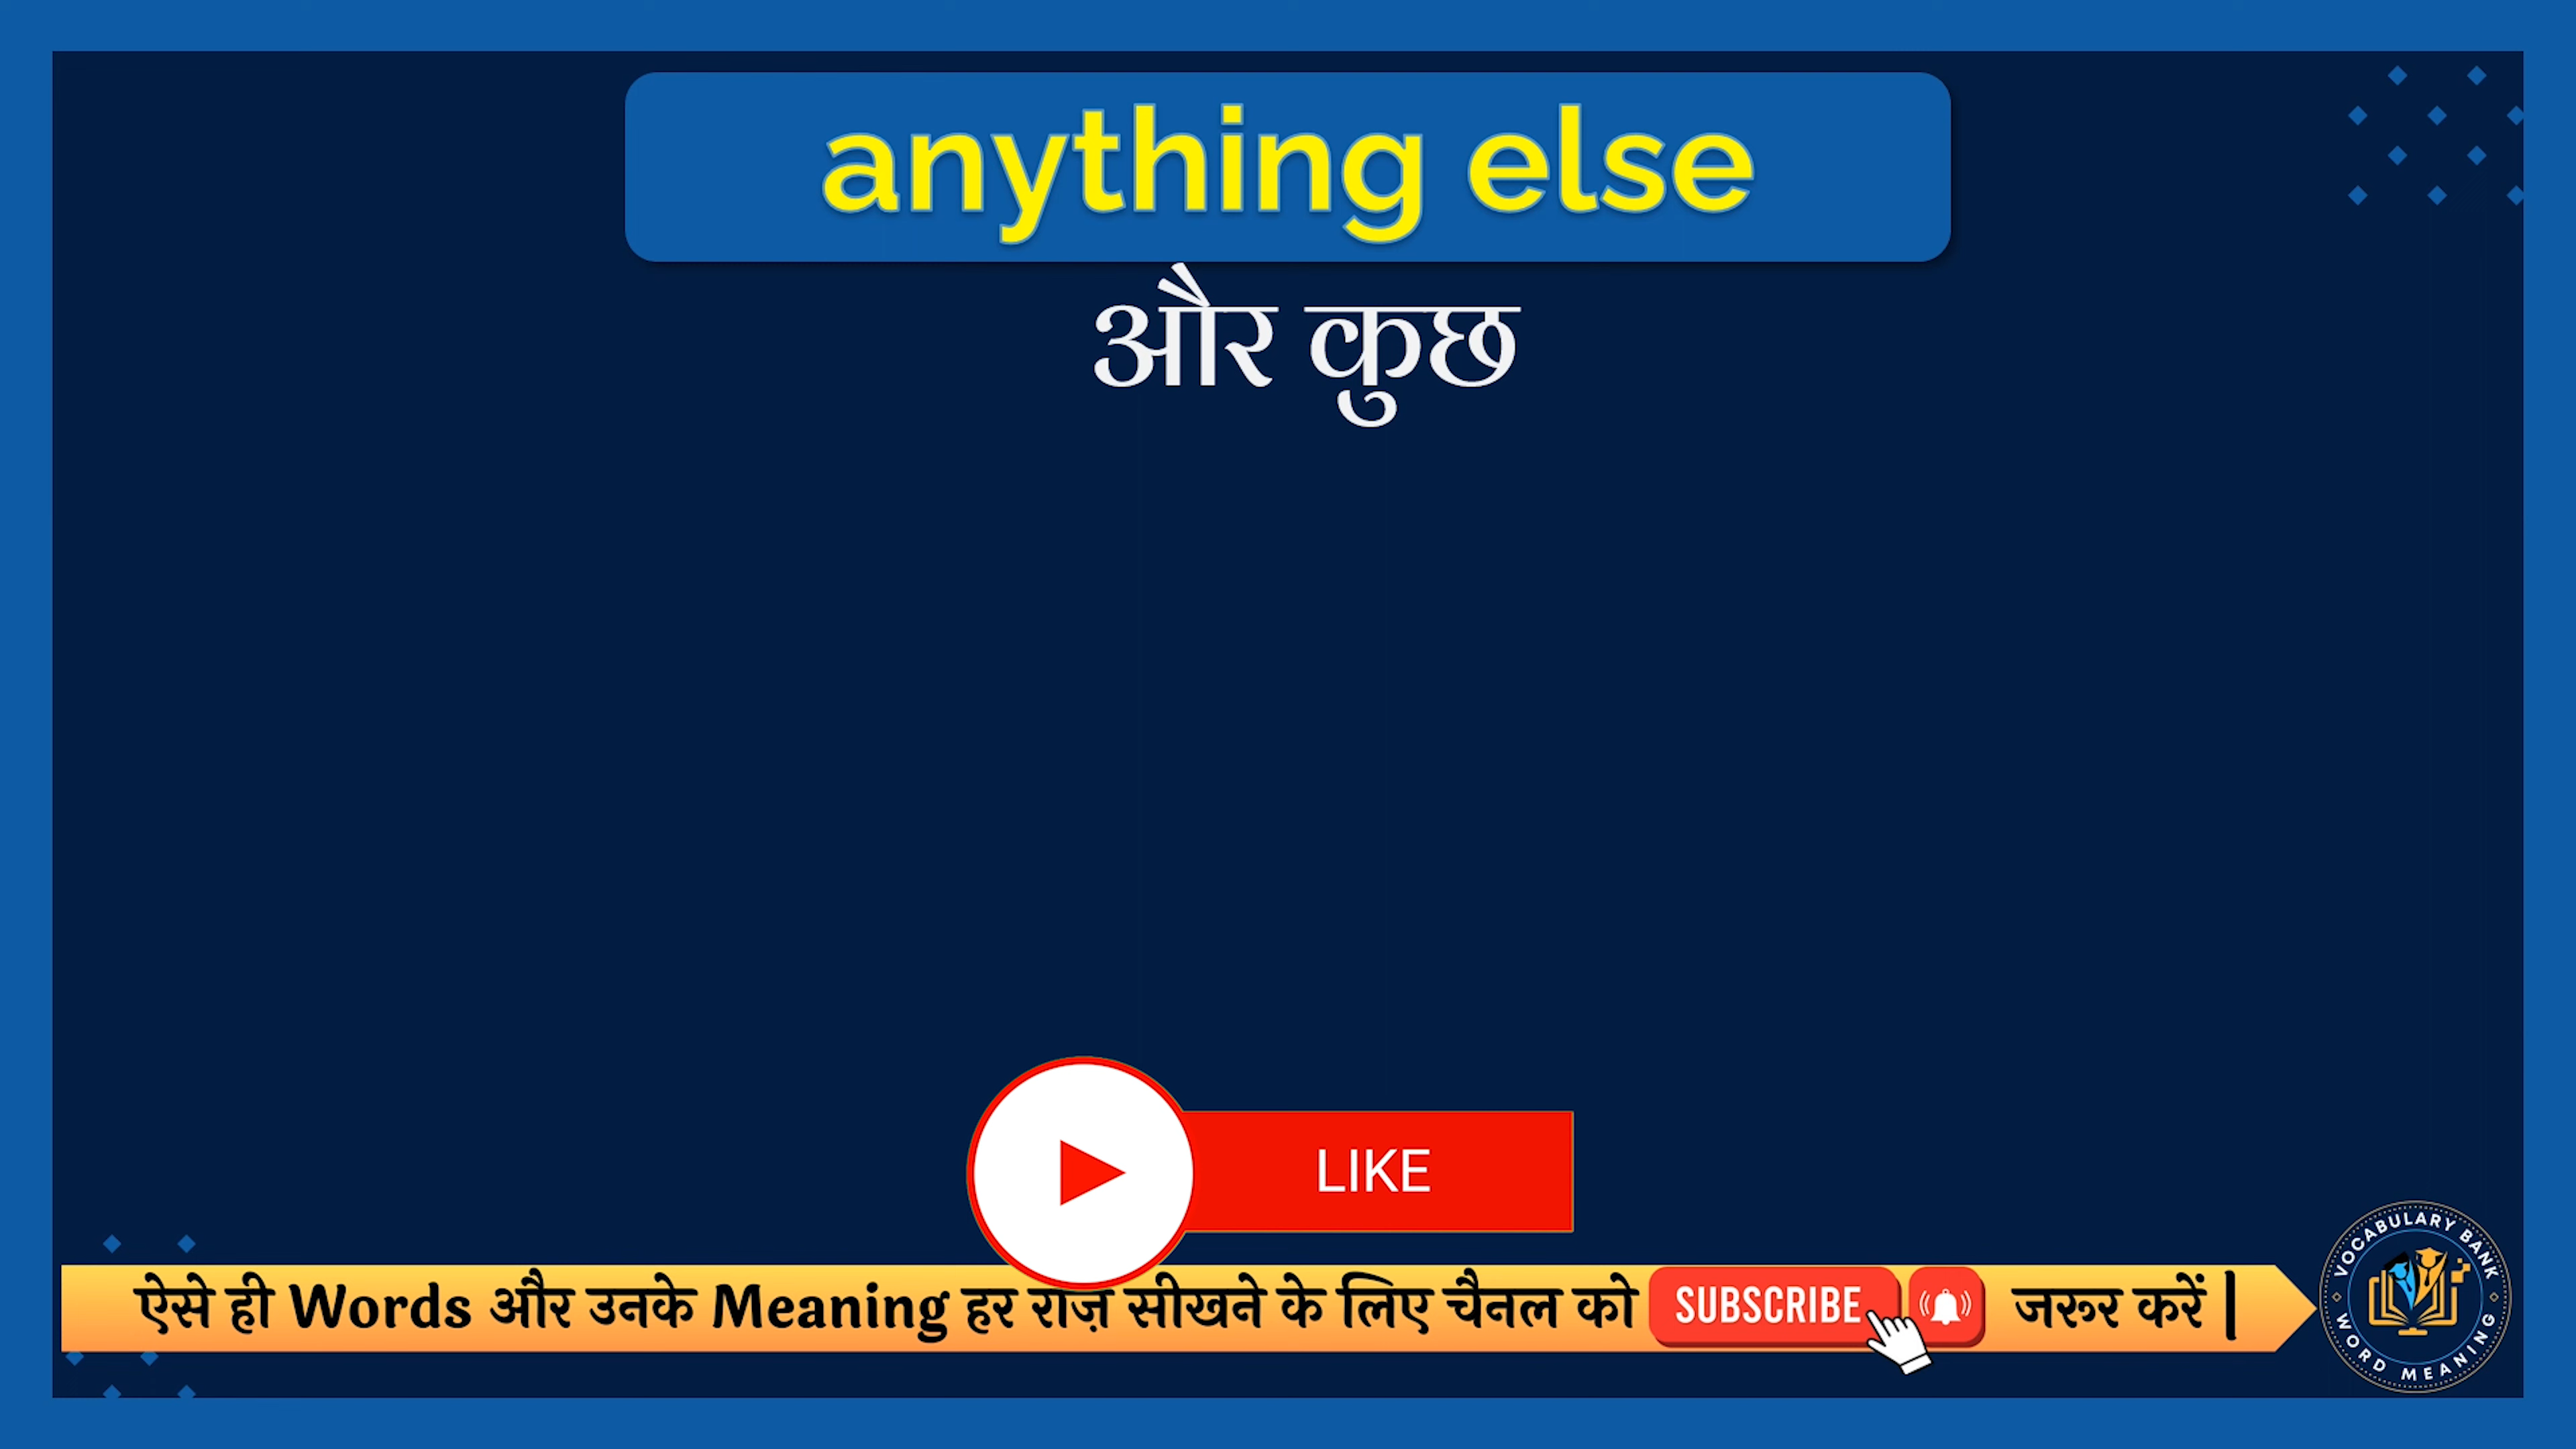 anything else
और कुछ
LIKE
ऐसे ही Words और उनके Meaning हर राज़ सीखने के लिए चैनल को SUBSCRIBE जरूर करें |
VOCABULARY BANK
WORD MEANING